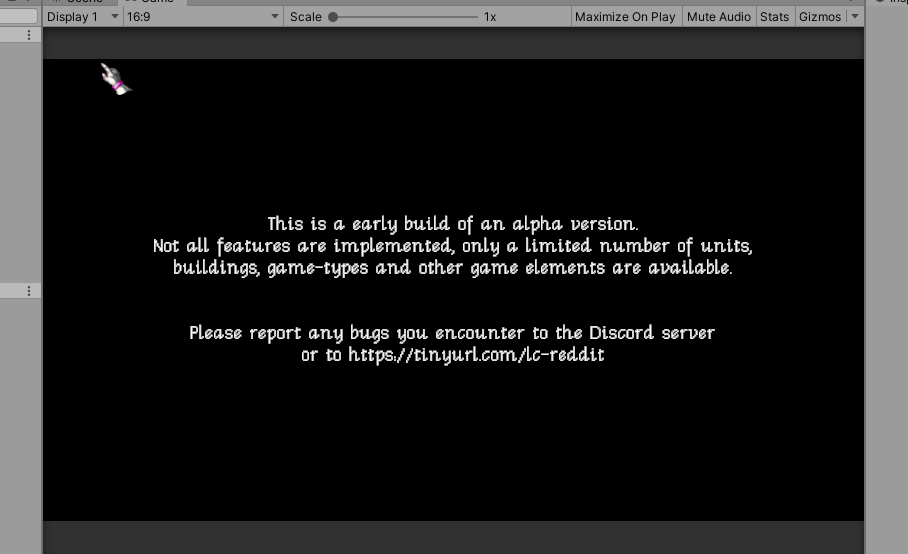 Display 1
16:9
Scale
1x
Maximize On Play
Mute Audio
Stats
Gizmos
This is a early build of an alpha version.
Not all features are implemented, only a limited number of units,
buildings, game-types and other game elements are available.
Please report any bugs you encounter to the Discord server
or to https://tinyurl.com/lc-reddit